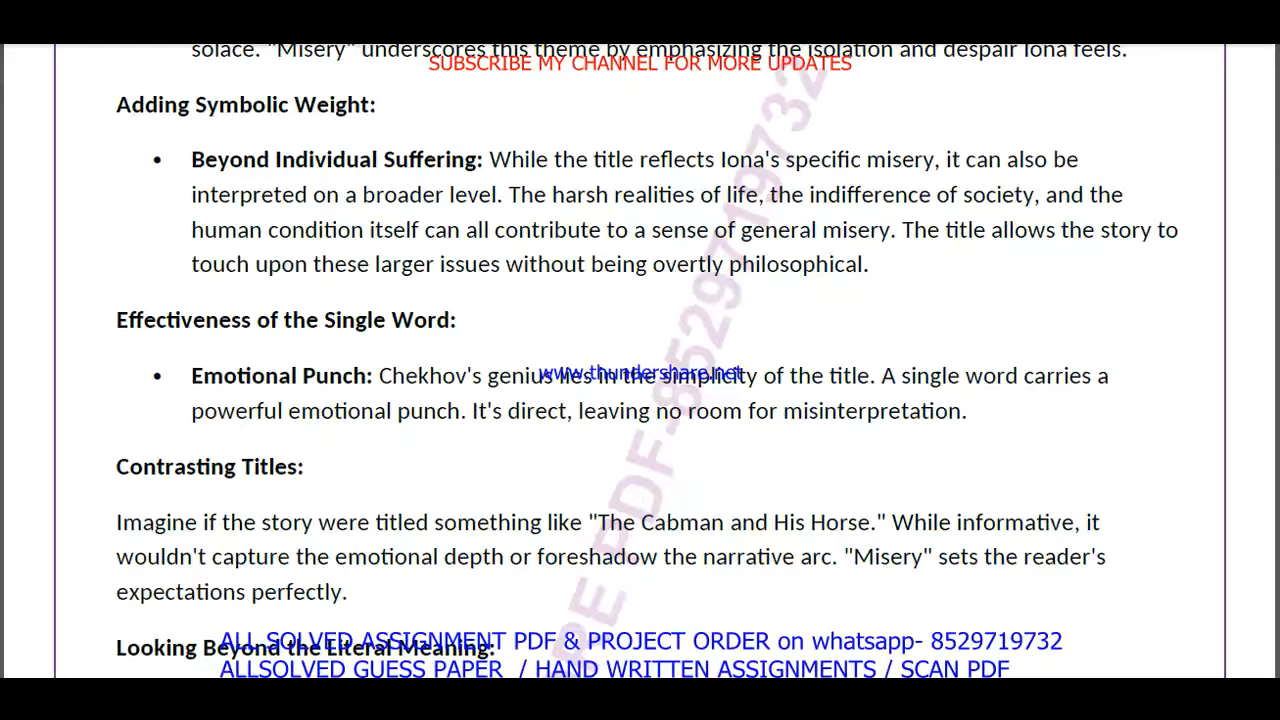 solace. "Misery" underscores this theme by emphasizing the isolation and despair Iona feels.
SUBSCRIBE MY CHANNEL FOR MORE UPDATES
Adding Symbolic Weight:
• Beyond Individual Suffering: While the title reflects Iona's specific misery, it can also be
interpreted on a broader level. The harsh realities of life, the indifference of society, and the
human condition itself can all contribute to a sense of general misery. The title allows the story to
touch upon these larger issues without being overtly philosophical.
Effectiveness of the Single Word:
• Emotional Punch: Chekhov's genius lies in the simplicity of the title. A single word carries a
www.thundershare.net
powerful emotional punch. It's direct, leaving no room for misinterpretation.
Contrasting Titles:
Imagine if the story were titled something like "The Cabman and His Horse." While informative, it
wouldn't capture the emotional depth or foreshadow the narrative arc. "Misery" sets the reader's
expectations perfectly.
Looking Beyond the Literal Meaning:
ALL SOLVED ASSIGNMENT PDF & PROJECT ORDER on whatsapp- 8529719732
ALLSOLVED GUESS PAPER / HAND WRITTEN ASSIGNMENTS / SCAN PDF
RE PDF-8529719732